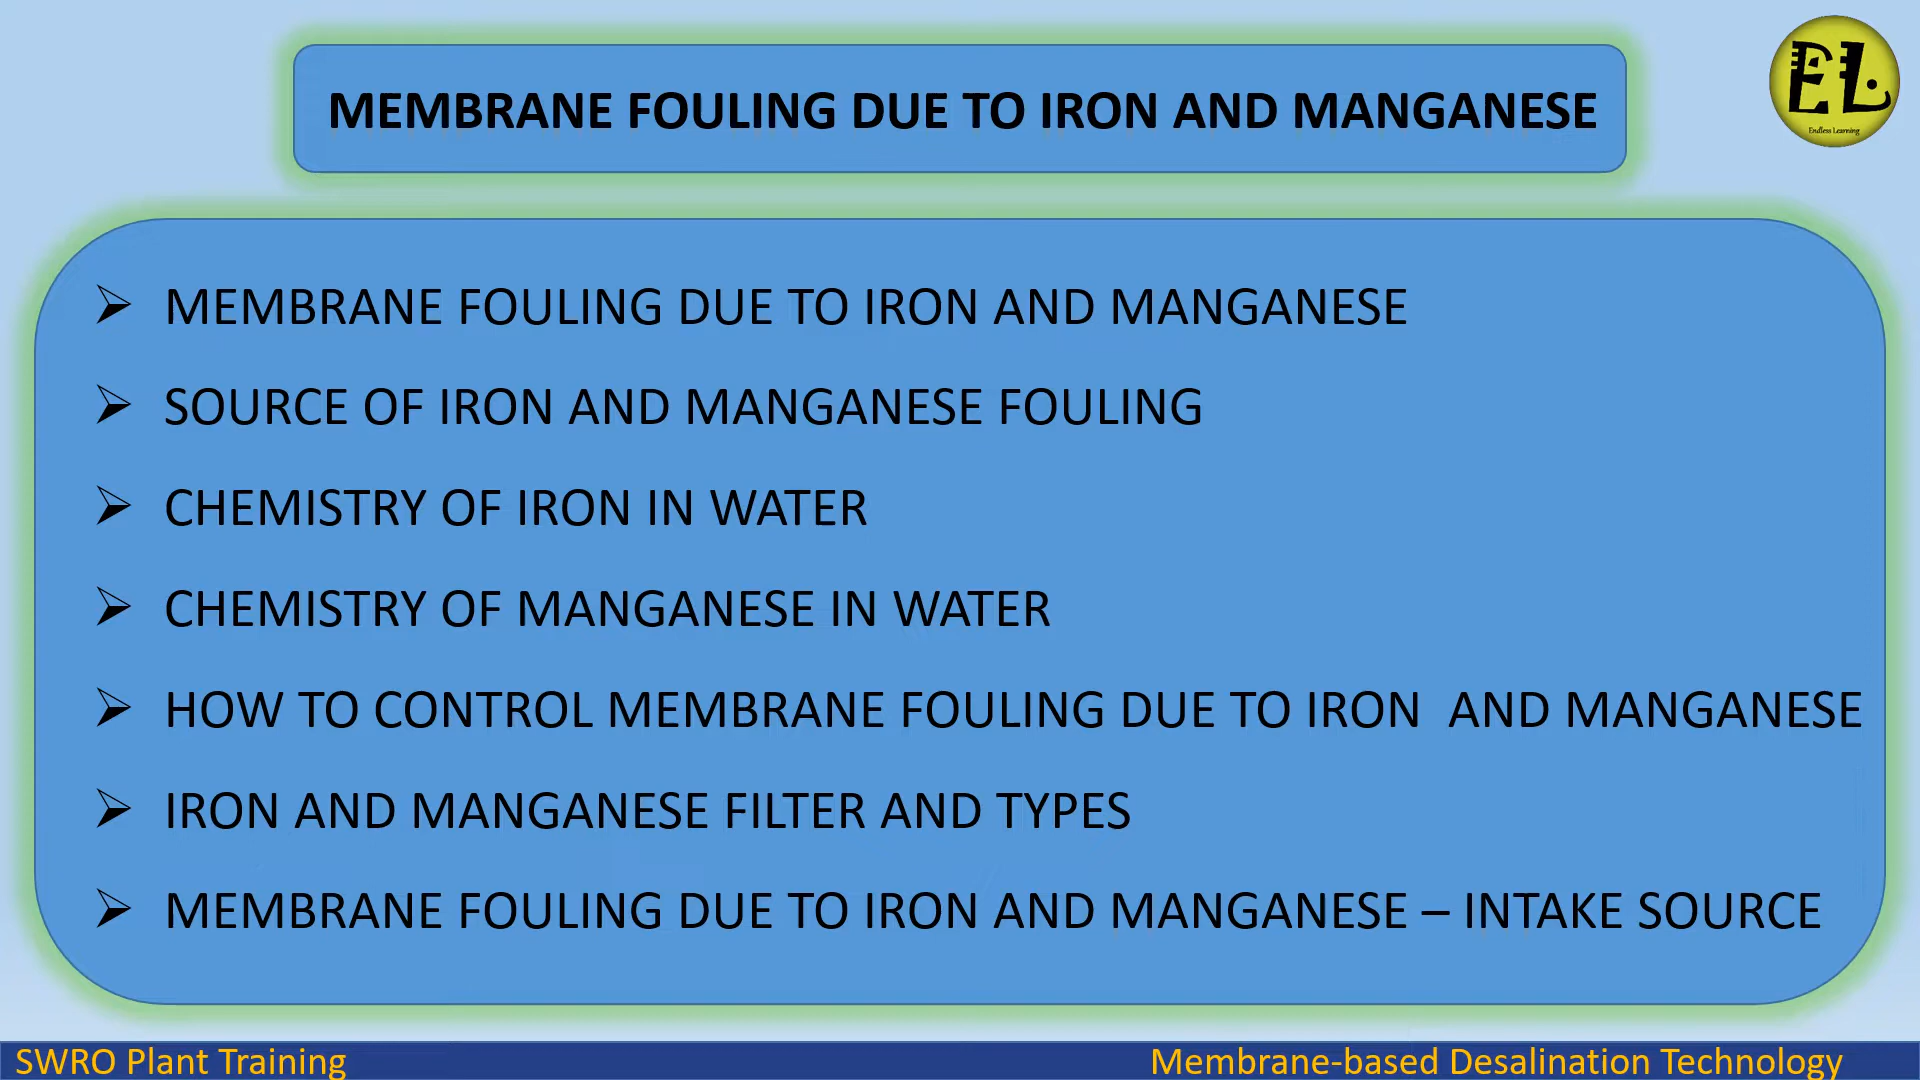 MEMBRANE FOULING DUE TO IRON AND MANGANESE
EL
Endless Learning
➢ MEMBRANE FOULING DUE TO IRON AND MANGANESE
➢ SOURCE OF IRON AND MANGANESE FOULING
➢ CHEMISTRY OF IRON IN WATER
➢ CHEMISTRY OF MANGANESE IN WATER
➢ HOW TO CONTROL MEMBRANE FOULING DUE TO IRON  AND MANGANESE
➢ IRON AND MANGANESE FILTER AND TYPES
➢ MEMBRANE FOULING DUE TO IRON AND MANGANESE – INTAKE SOURCE
SWRO Plant Training
Membrane-based Desalination Technology